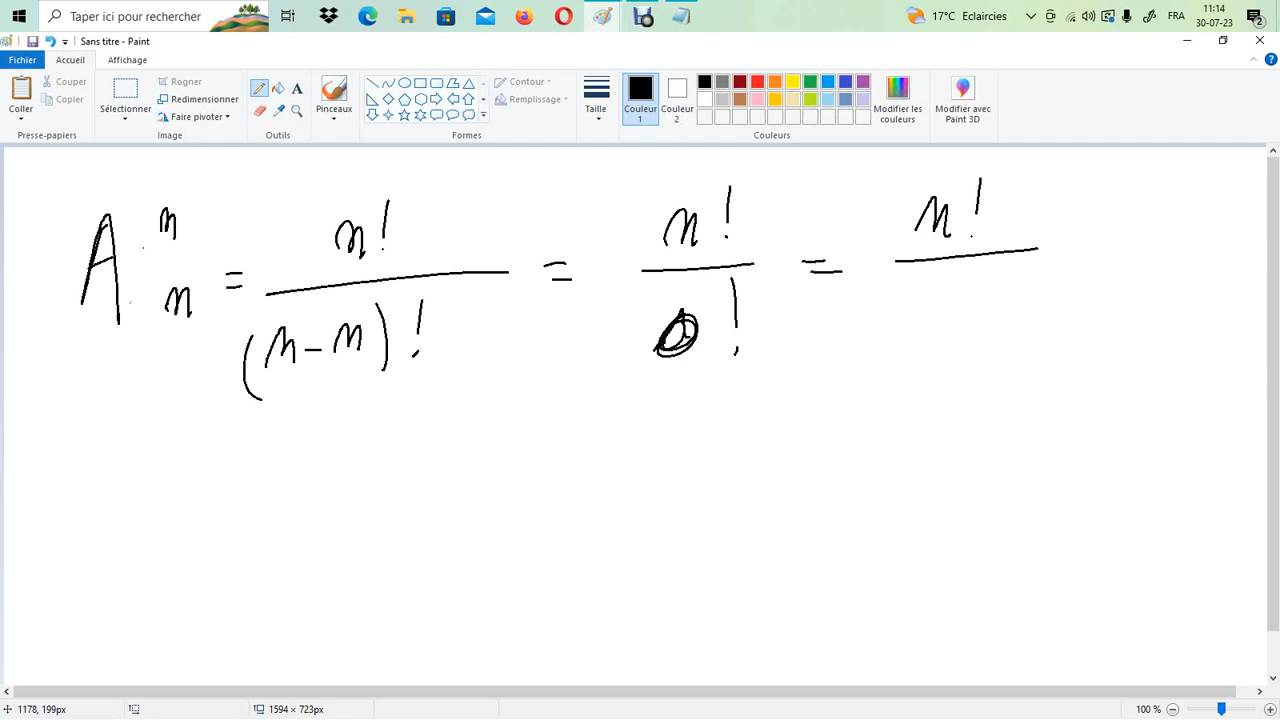 Taper ici pour rechercher
17°C Eclaircies
FRA
11:14
30-07-23
2
Sans titre - Paint
Fichier Accueil Affichage
Coller
Couper
Copier
Presse-papiers
Sélectionner
Rogner
Redimensionner
Faire pivoter
Image
A
Outils
Pinceaux
Contour
Remplissage
Formes
Taille
Couleur 1
Couleur 2
Modifier les couleurs
Couleurs
Modifier avec Paint 3D
A^n_n = n! / (n-n)! = n! / 0! = n! /
1178, 199px
1594 × 723px
100 %